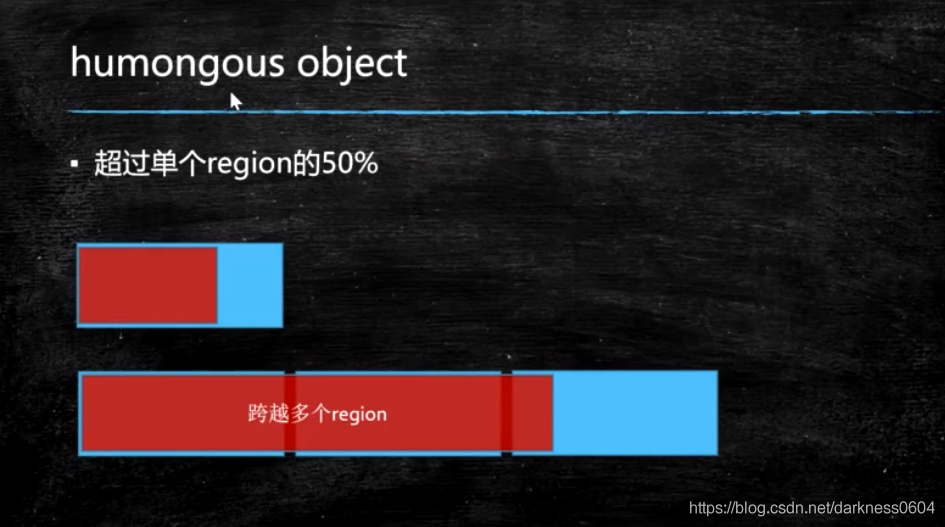 humongous object
▪ 超过单个region的50%
跨越多个region
https://blog.csdn.net/darkness0604